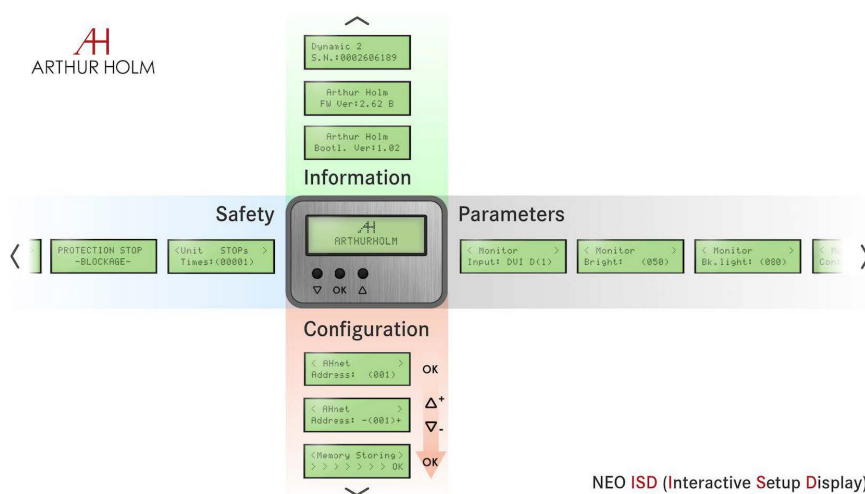 AH
ARTHUR HOLM
Dynamic 2
S.N.:0002606189
Arthur Holm
FW Ver:2.62 B
Arthur Holm
Bootl. Ver:1.02
Information
Safety
Parameters
PROTECTION STOP
-BLOCKAGE-
<Unit STOPs >
Times:(00001)
AH
ARTHURHOLM
▽ OK △
< Monitor >
Input: DVI D(1)
< Monitor >
Bright: (050)
< Monitor >
Bk.light: (080)
Configuration
< AHnet >
Address: (001)
OK
< AHnet >
Address: -(001)+
△+
▽-
<Memory Storing>
> > > > > > > OK
OK
NEO ISD (Interactive Setup Display)